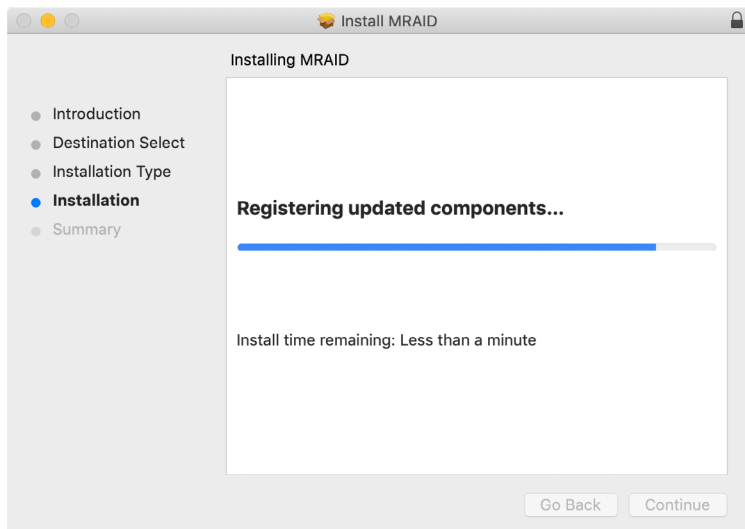 Install MRAID
Installing MRAID
Introduction
Destination Select
Installation Type
Installation
Summary
Registering updated components...
Install time remaining: Less than a minute
Go Back
Continue